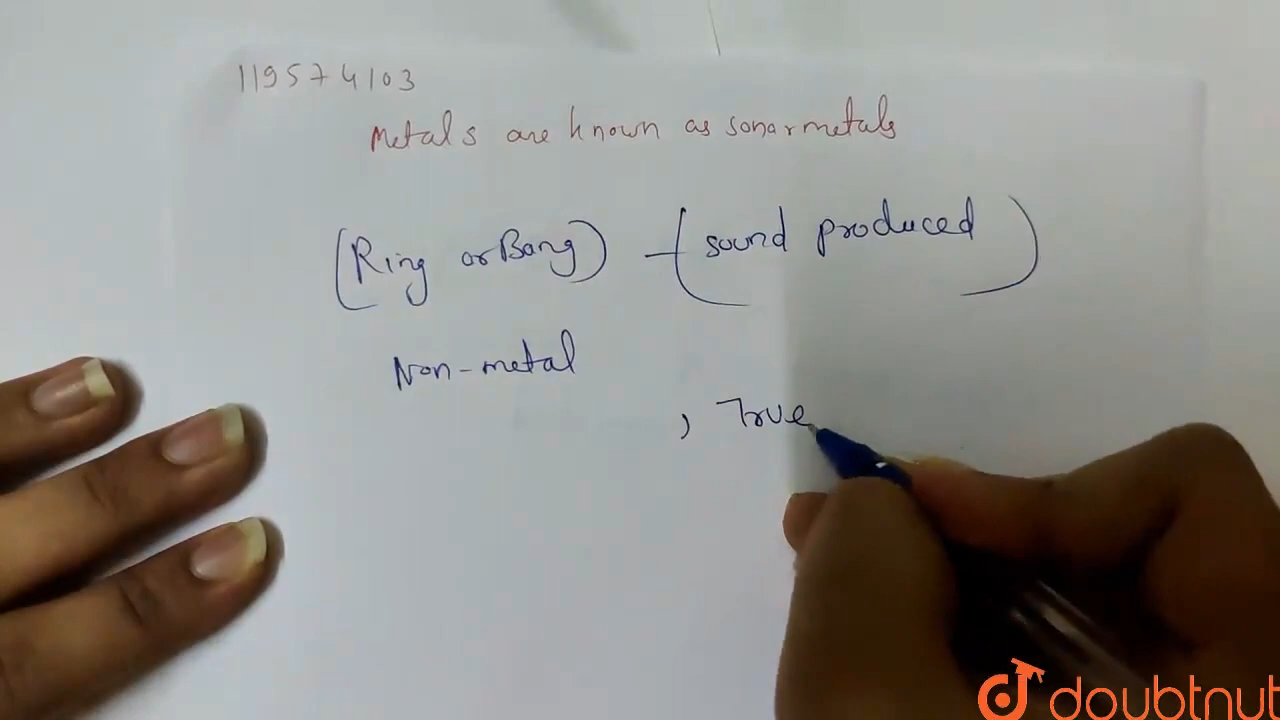 119574103
Metals are known as sonarmetals
(Ring or Bang) - (sound produced)
Non-metal
, True
doubtnut